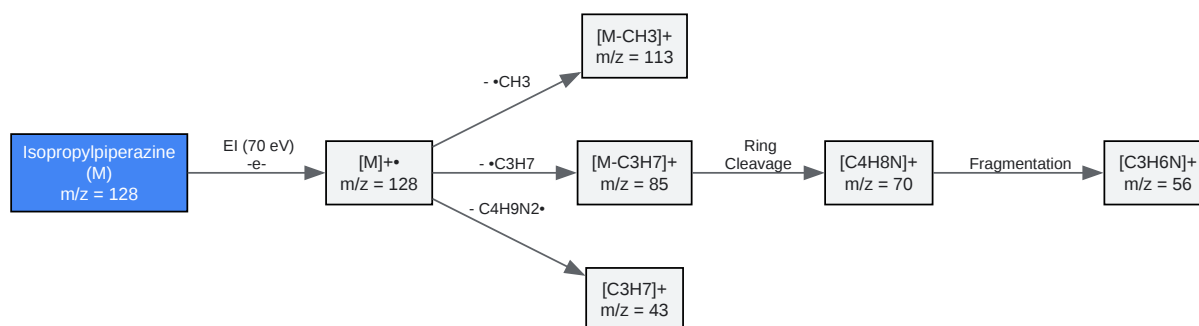 [M-CH3]+
m/z = 113
- •CH3
Isopropylpiperazine
(M)
m/z = 128
EI (70 eV)
-e-
[M]+•
m/z = 128
- •C3H7
[M-C3H7]+
m/z = 85
Ring
Cleavage
[C4H8N]+
m/z = 70
Fragmentation
[C3H6N]+
m/z = 56
- C4H9N2•
[C3H7]+
m/z = 43